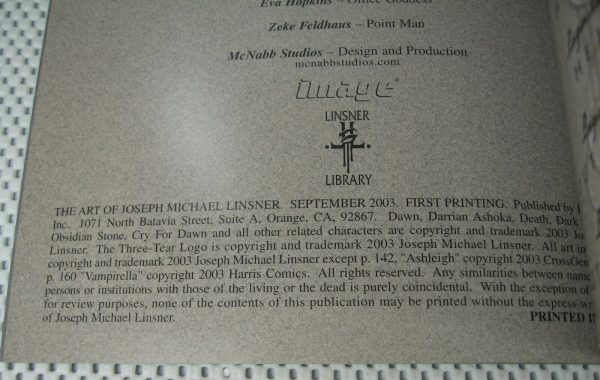 Eva Hopkins – Office Goddess
Zeke Feldhaus – Point Man
McNabb Studios – Design and Production
mcnabbstudios.com
image
LINSNER
LIBRARY
THE ART OF JOSEPH MICHAEL LINSNER. SEPTEMBER 2003. FIRST PRINTING. Published by I
Inc. 1071 North Batavia Street, Suite A, Orange, CA, 92867. Dawn, Darrian Ashoka, Death, Dark
Obsidian Stone, Cry For Dawn and all other related characters are copyright and trademark 2003 Jo
Linsner. The Three-Tear Logo is copyright and trademark 2003 Joseph Michael Linsner. All art in
copyright and trademark 2003 Joseph Michael Linsner except p. 142, "Ashleigh" copyright 2003 CrossGen
p. 160 "Vampirella" copyright 2003 Harris Comics. All rights reserved. Any similarities between name
persons or institutions with those of the living or the dead is purely coincidental. With the exception of
for review purposes, none of the contents of this publication may be printed without the express wr
of Joseph Michael Linsner. PRINTED I